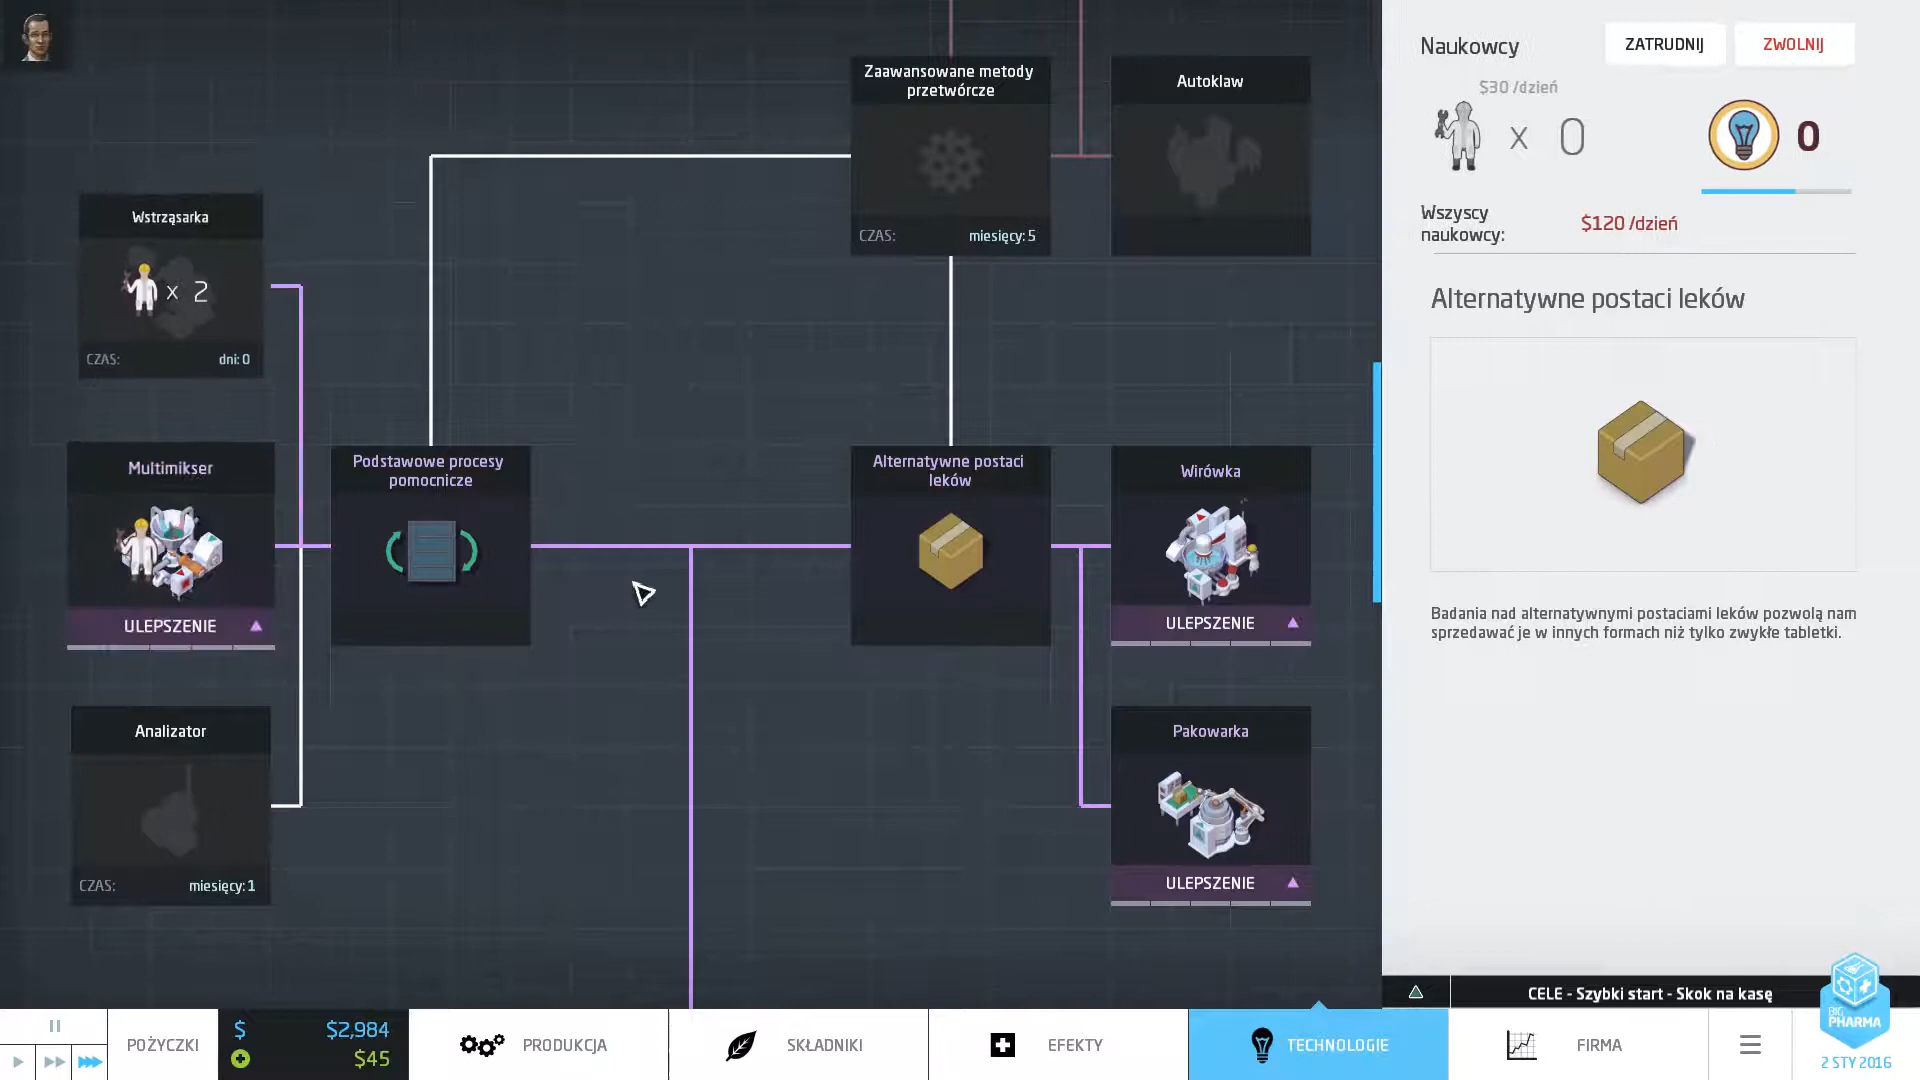 Naukowcy
ZATRUDNIJ
ZWOLNIJ
$30 /dzień
x 0
0
Wszyscy
naukowcy:
$120 /dzień
Alternatywne postaci leków
Badania nad alternatywnymi postaciami leków pozwolą nam
sprzedawać je w innych formach niż tylko zwykłe tabletki.
Zaawansowane metody
przetwórcze
CZAS: miesięcy: 5
Autoklaw
Wstrząsarka
x 2
CZAS: dni: 0
Multimikser
ULEPSZENIE
Podstawowe procesy
pomocnicze
Alternatywne postaci
leków
Wirówka
ULEPSZENIE
Analizator
CZAS: miesięcy: 1
Pakowarka
ULEPSZENIE
CELE - Szybki start - Skok na kasę
POŻYCZKI
$ $2,984
$45
PRODUKCJA
SKŁADNIKI
EFEKTY
TECHNOLOGIE
FIRMA
BIG
PHARMA
2 STY 2016